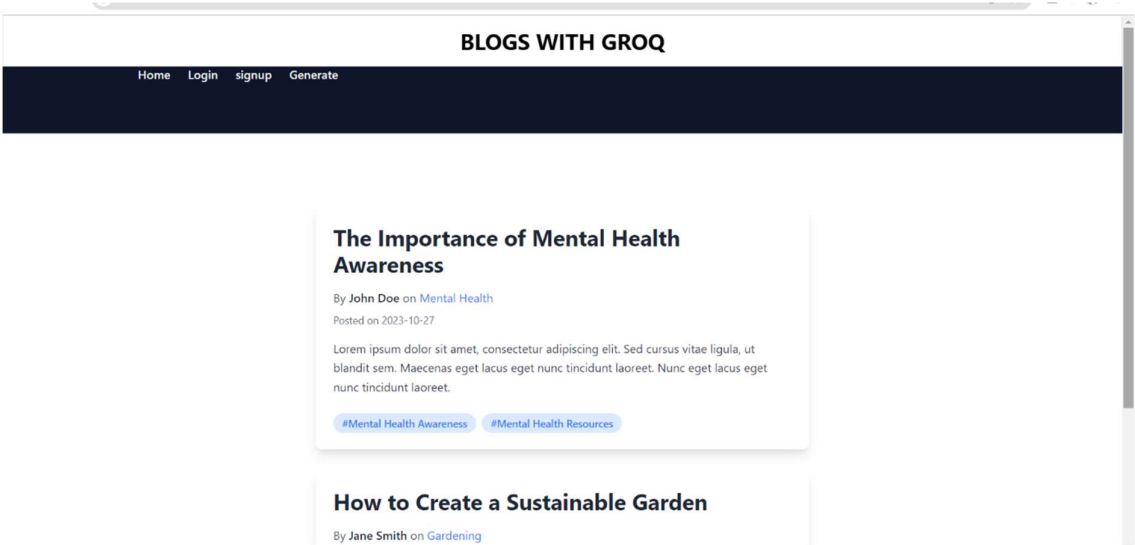 BLOGS WITH GROQ
Home Login signup Generate
The Importance of Mental Health
Awareness
By John Doe on Mental Health
Posted on 2023-10-27
Lorem ipsum dolor sit amet, consectetur adipiscing elit. Sed cursus vitae ligula, ut
blandit sem. Maecenas eget lacus eget nunc tincidunt laoreet. Nunc eget lacus eget
nunc tincidunt laoreet.
#Mental Health Awareness #Mental Health Resources
How to Create a Sustainable Garden
By Jane Smith on Gardening